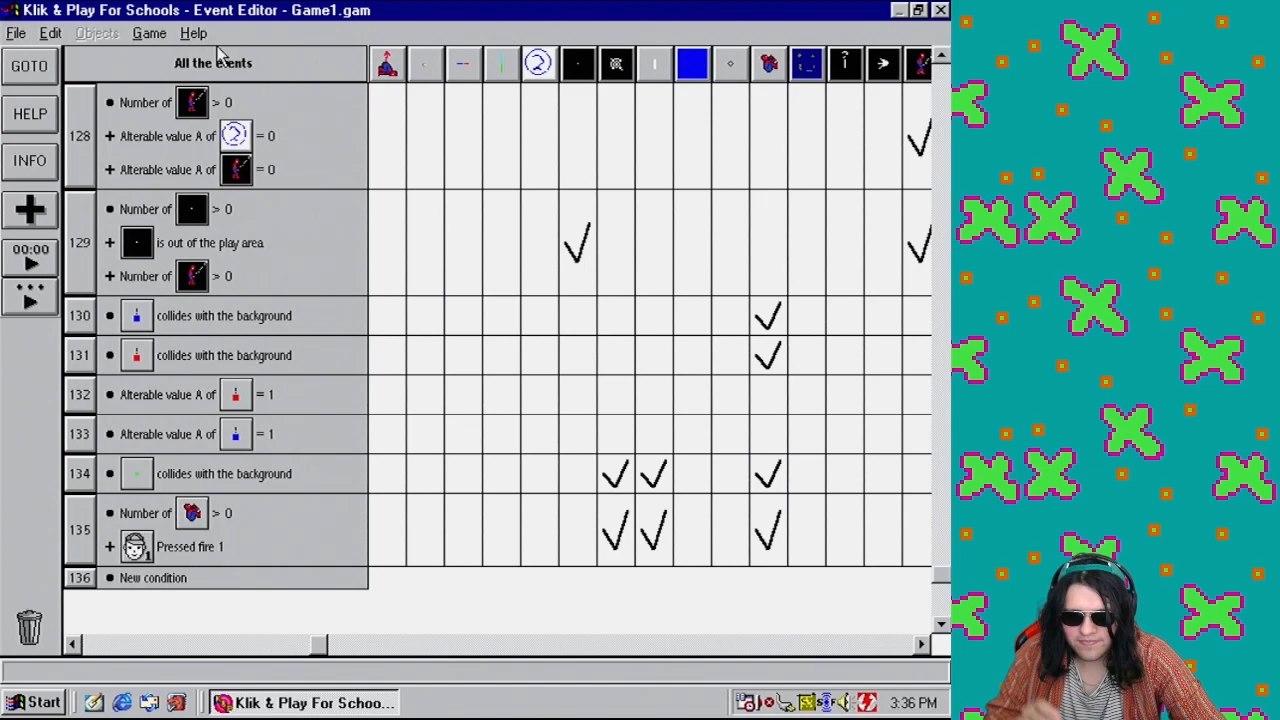 Klik & Play For Schools - Event Editor - Game1.gam
File Edit Objects Game Help
GOTO
All the events
HELP
INFO
00:00
128
• Number of > 0
+ Alterable value A of = 0
+ Alterable value A of = 0
129
• Number of > 0
+ is out of the play area
+ Number of > 0
130 • collides with the background
131 • collides with the background
132 • Alterable value A of = 1
133 • Alterable value A of = 1
134 • collides with the background
135
• Number of > 0
+ 1 Pressed fire 1
136 • New condition
Start Klik & Play For Schoo... 3:36 PM